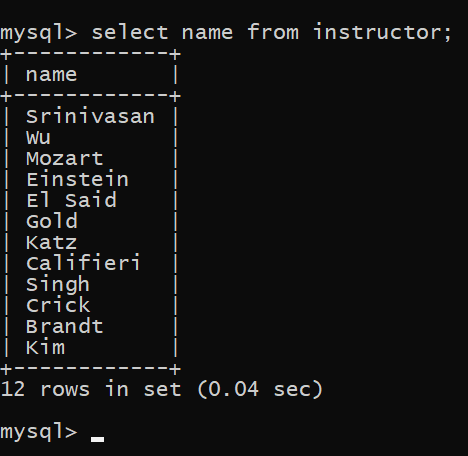 mysql> select name from instructor;
+------------+
| name       |
+------------+
| Srinivasan |
| Wu         |
| Mozart     |
| Einstein   |
| El Said    |
| Gold       |
| Katz       |
| Califieri  |
| Singh      |
| Crick      |
| Brandt     |
| Kim        |
+------------+
12 rows in set (0.04 sec)
mysql>